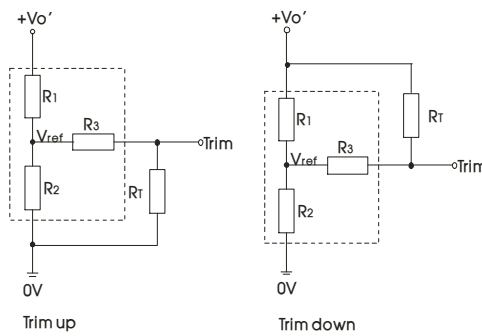 +Vo'
R1
Vref
R3
Trim
R2
RT
0V
Trim up
+Vo'
R1
RT
Vref
R3
Trim
R2
0V
Trim down